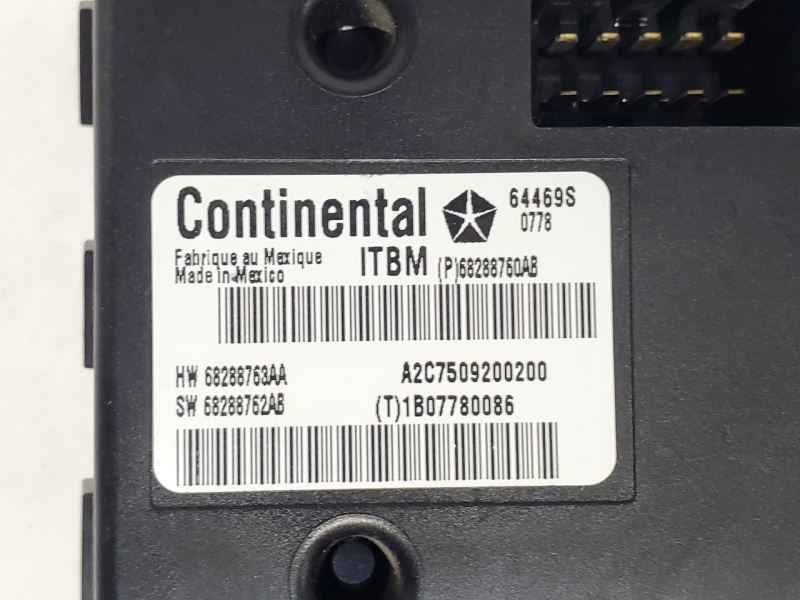 Continental
64469S
0778
Fabrique au Mexique
Made in Mexico
ITBM (P)68288760AB
HW 68288763AA
A2C7509200200
SW 68288762AB
(T)1B07780086